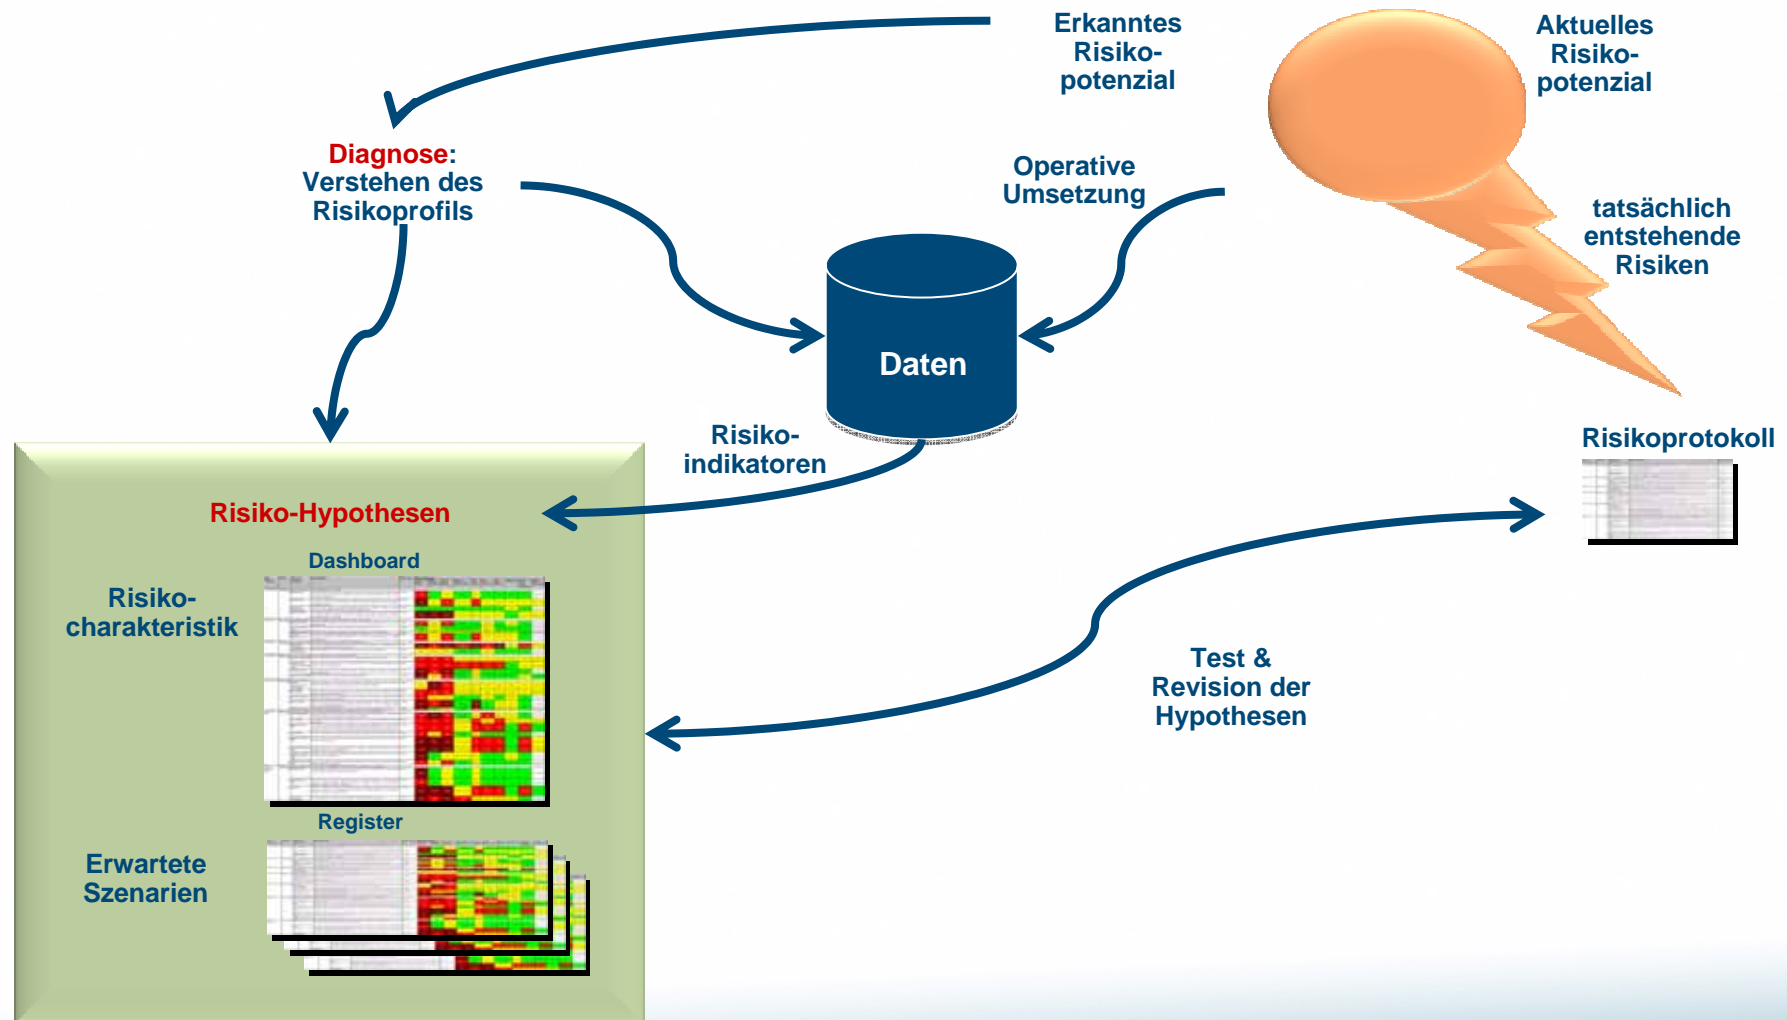 Erkanntes
Risiko-
potenzial
Aktuelles
Risiko-
potenzial
Diagnose:
Verstehen des
Risikoprofils
Operative
Umsetzung
tatsächlich
entstehende
Risiken
Daten
Risiko-
indikatoren
Risikoprotokoll
Risiko-Hypothesen
Dashboard
Risiko-
charakteristik
Test &
Revision der
Hypothesen
Register
Erwartete
Szenarien